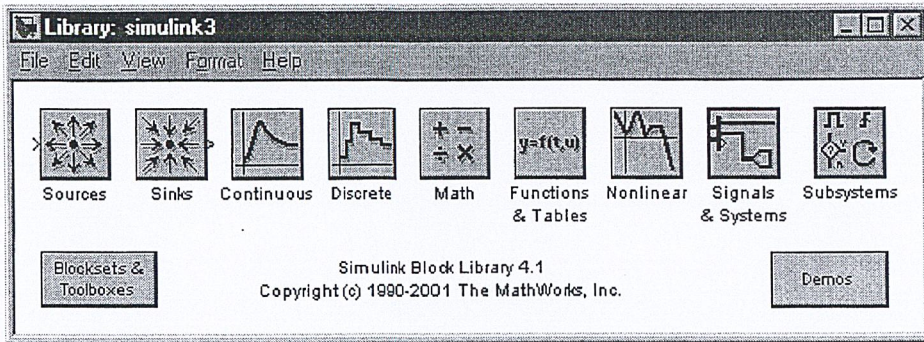 Library: simulink3
File Edit View Format Help
+ −
÷ ×
y=f(t,u)
Sources Sinks Continuous Discrete Math Functions & Tables Nonlinear Signals & Systems Subsystems
Blocksets & Toolboxes
Simulink Block Library 4.1
Copyright (c) 1990-2001 The MathWorks, Inc.
Demos